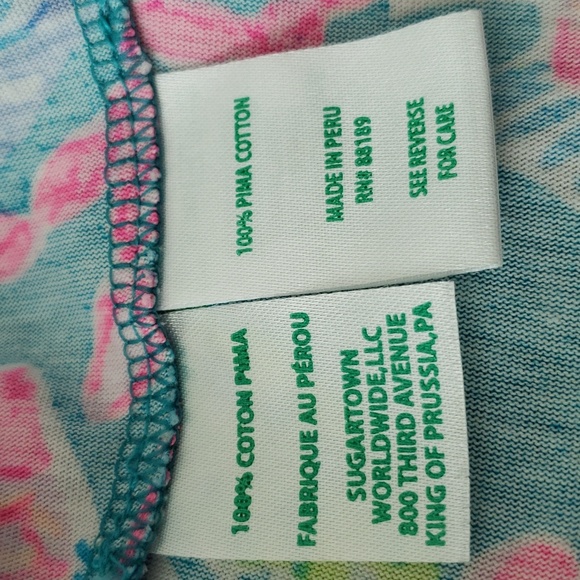 100% PIMA COTTON
MADE IN PERU
RN# 88189
SEE REVERSE
FOR CARE
100% COTON PIMA
FABRIQUE AU PÉROU
SUGARTOWN
WORLDWIDE,LLC
800 THIRD AVENUE
KING OF PRUSSIA,PA